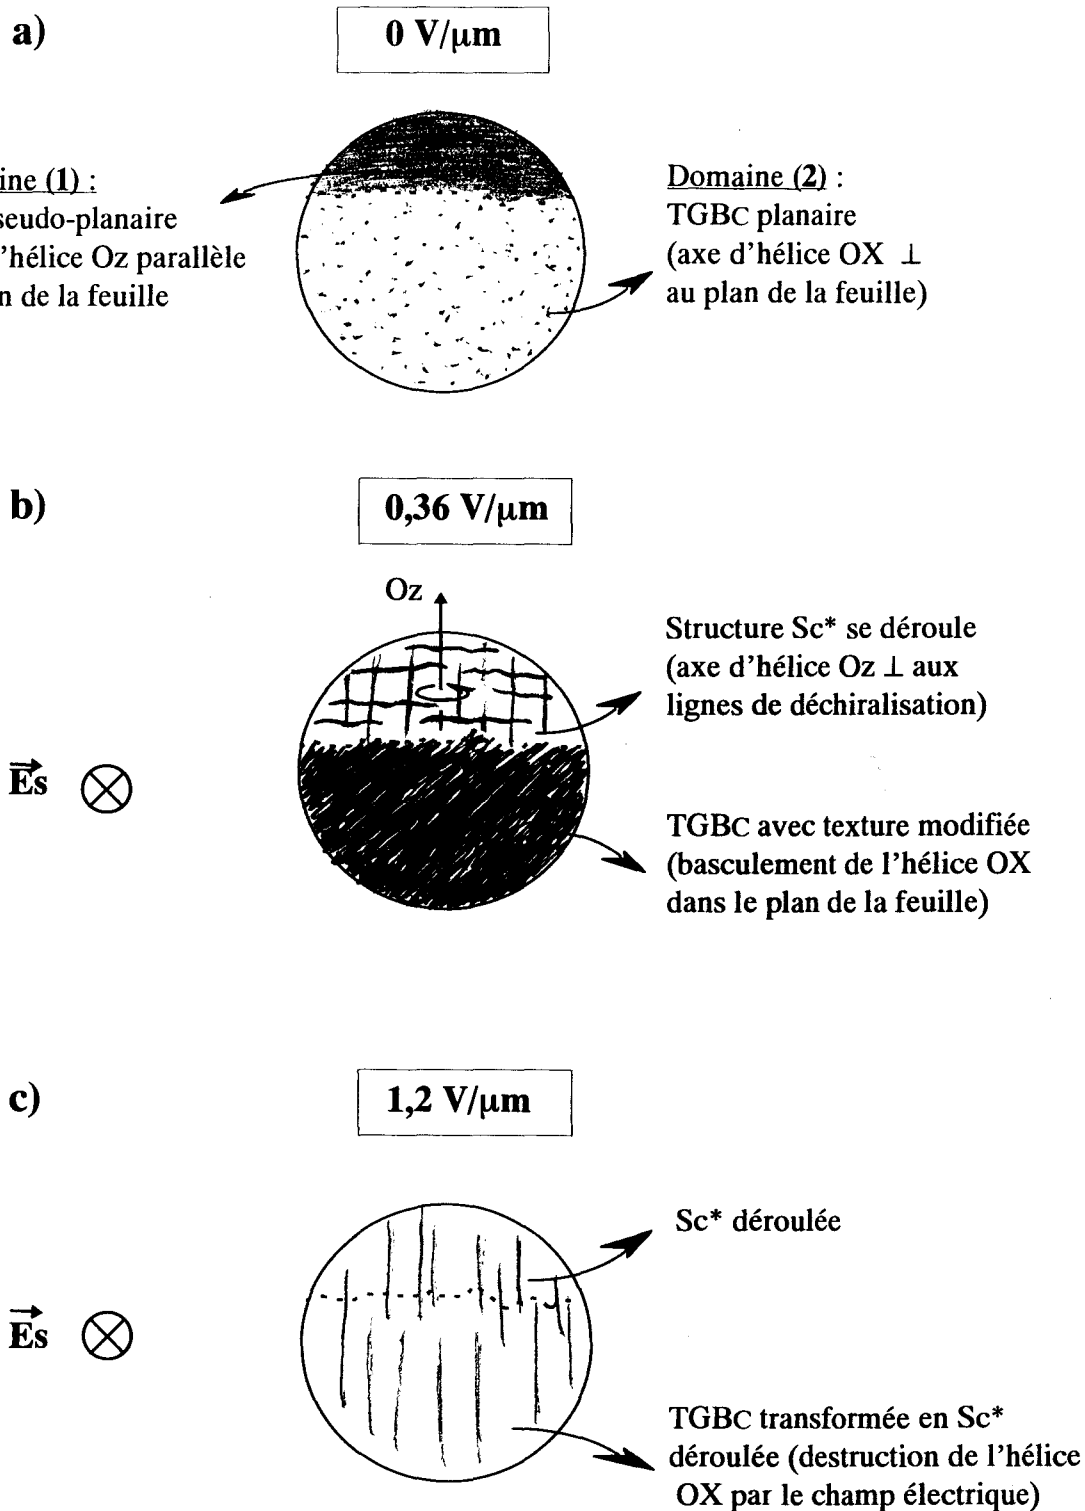 a)
0 V/μm
ine (1) :
seudo-planaire
'hélice Oz parallèle
n de la feuille
Domaine (2) :
TGBC planaire
(axe d'hélice OX ⊥
au plan de la feuille)
b)
0,36 V/μm
Oz
Structure Sc* se déroule
(axe d'hélice Oz ⊥ aux
lignes de déchiralisation)
Es
TGBC avec texture modifiée
(basculement de l'hélice OX
dans le plan de la feuille)
c)
1,2 V/μm
Sc* déroulée
Es
TGBC transformée en Sc*
déroulée (destruction de l'hélice
OX par le champ électrique)